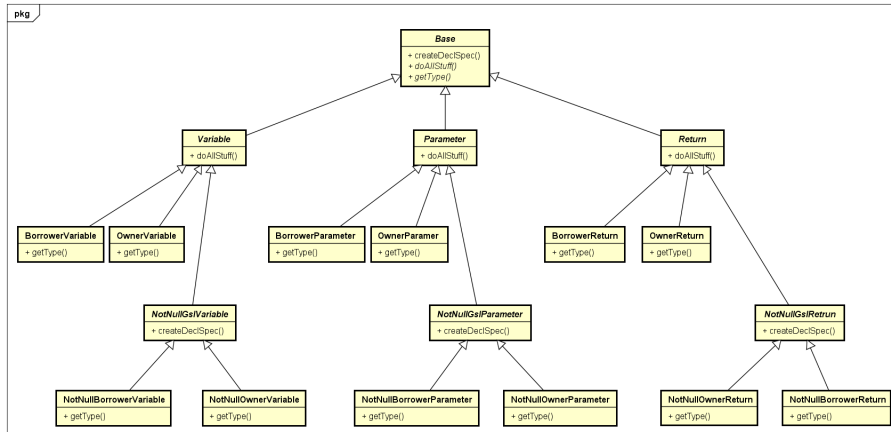 pkg
Base
+ createDeclSpec()
+ doAllStuff()
+ getType()
Variable
+ doAllStuff()
Parameter
+ doAllStuff()
Return
+ doAllStuff()
BorrowerVariable
+ getType()
OwnerVariable
+ getType()
BorrowerParameter
+ getType()
OwnerParamer
+ getType()
BorrowerReturn
+ getType()
OwnerReturn
+ getType()
NotNullGslVariable
+ createDeclSpec()
NotNullGslParameter
+ createDeclSpec()
NotNullGslRetrun
+ createDeclSpec()
NotNullBorrowerVariable
+ getType()
NotNullOwnerVariable
+ getType()
NotNullBorrowerParameter
+ getType()
NotNullOwnerParameter
+ getType()
NotNullOwnerReturn
+ getType()
NotNullBorrowerReturn
+ getType()